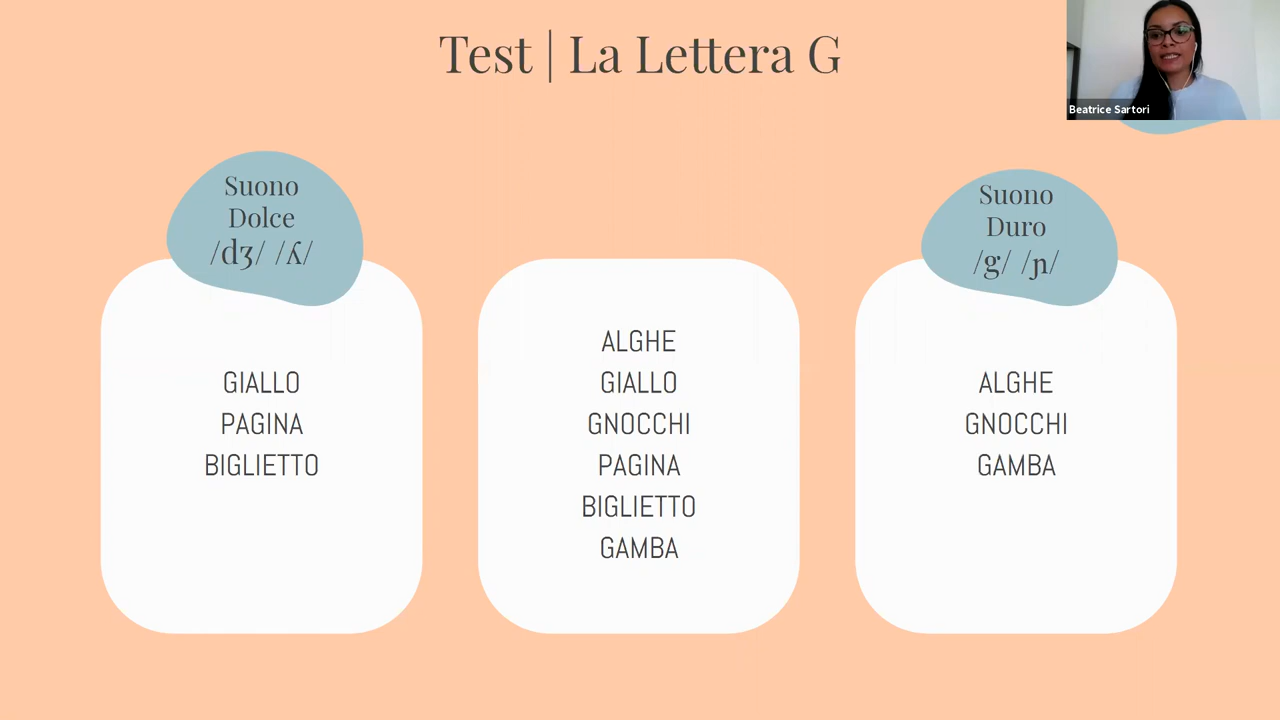 Test | La Lettera G
Beatrice Sartori
Suono
Dolce
/dʒ/ /ʎ/
GIALLO
PAGINA
BIGLIETTO
ALGHE
GIALLO
GNOCCHI
PAGINA
BIGLIETTO
GAMBA
Suono
Duro
/g/ /ɲ/
ALGHE
GNOCCHI
GAMBA